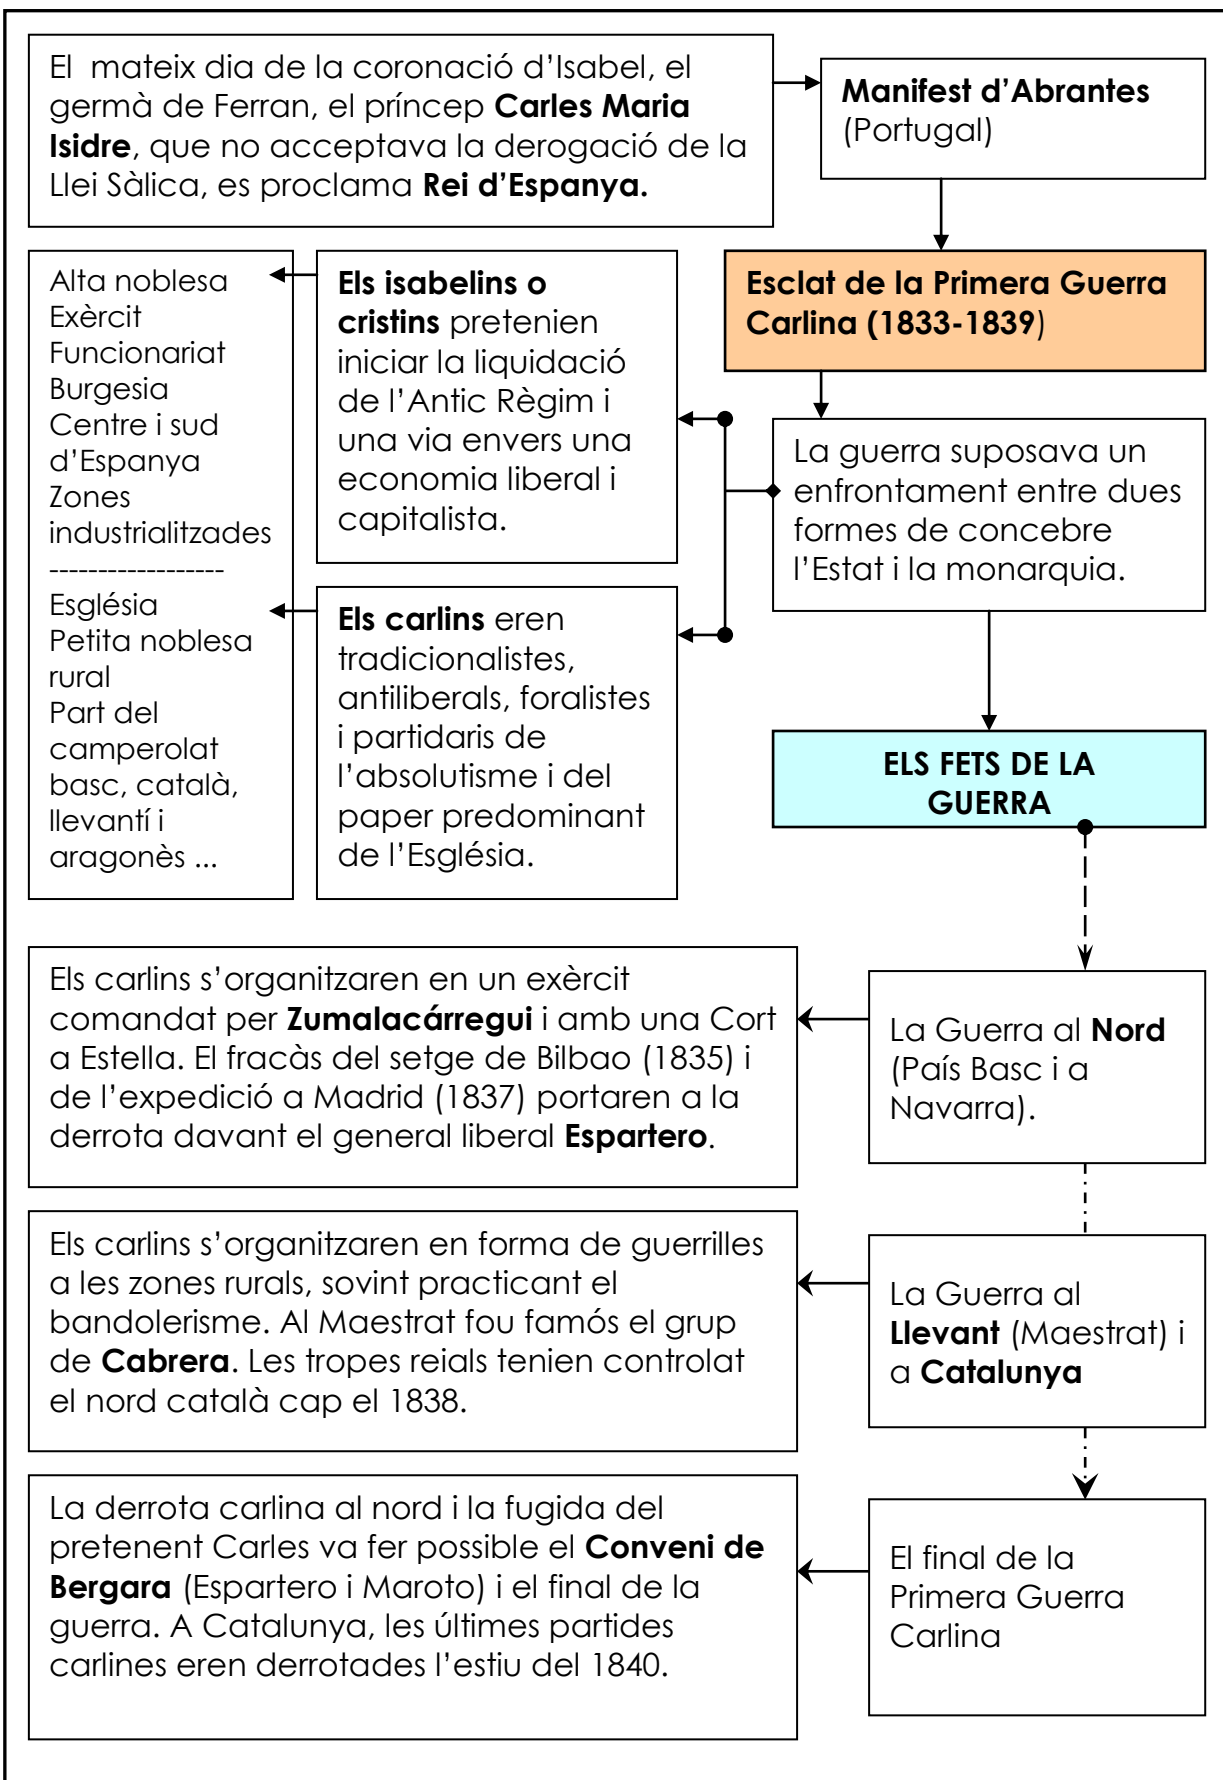 El  mateix dia de la coronació d’Isabel, el
germà de Ferran, el príncep Carles Maria
Isidre, que no acceptava la derogació de la
Llei Sàlica, es proclama Rei d’Espanya.
Manifest d’Abrantes
(Portugal)
Esclat de la Primera Guerra
Carlina (1833-1839)
La guerra suposava un
enfrontament entre dues
formes de concebre
l’Estat i la monarquia.
Els isabelins o
cristins pretenien
iniciar la liquidació
de l’Antic Règim i
una via envers una
economia liberal i
capitalista.
Alta noblesa
Exèrcit
Funcionariat
Burgesia
Centre i sud
d’Espanya
Zones
industrialitzades
------------------
Església
Petita noblesa
rural
Part del
camperolat
basc, català,
llevantí i
aragonès ...
Els carlins eren
tradicionalistes,
antiliberals, foralistes
i partidaris de
l’absolutisme i del
paper predominant
de l’Església.
ELS FETS DE LA
GUERRA
La Guerra al Nord
(País Basc i a
Navarra).
Els carlins s’organitzaren en un exèrcit
comandat per Zumalacárregui i amb una Cort
a Estella. El fracàs del setge de Bilbao (1835) i
de l’expedició a Madrid (1837) portaren a la
derrota davant el general liberal Espartero.
La Guerra al
Llevant (Maestrat) i
a Catalunya
Els carlins s’organitzaren en forma de guerrilles
a les zones rurals, sovint practicant el
bandolerisme. Al Maestrat fou famós el grup
de Cabrera. Les tropes reials tenien controlat
el nord català cap el 1838.
El final de la
Primera Guerra
Carlina
La derrota carlina al nord i la fugida del
pretenent Carles va fer possible el Conveni de
Bergara (Espartero i Maroto) i el final de la
guerra. A Catalunya, les últimes partides
carlines eren derrotades l’estiu del 1840.